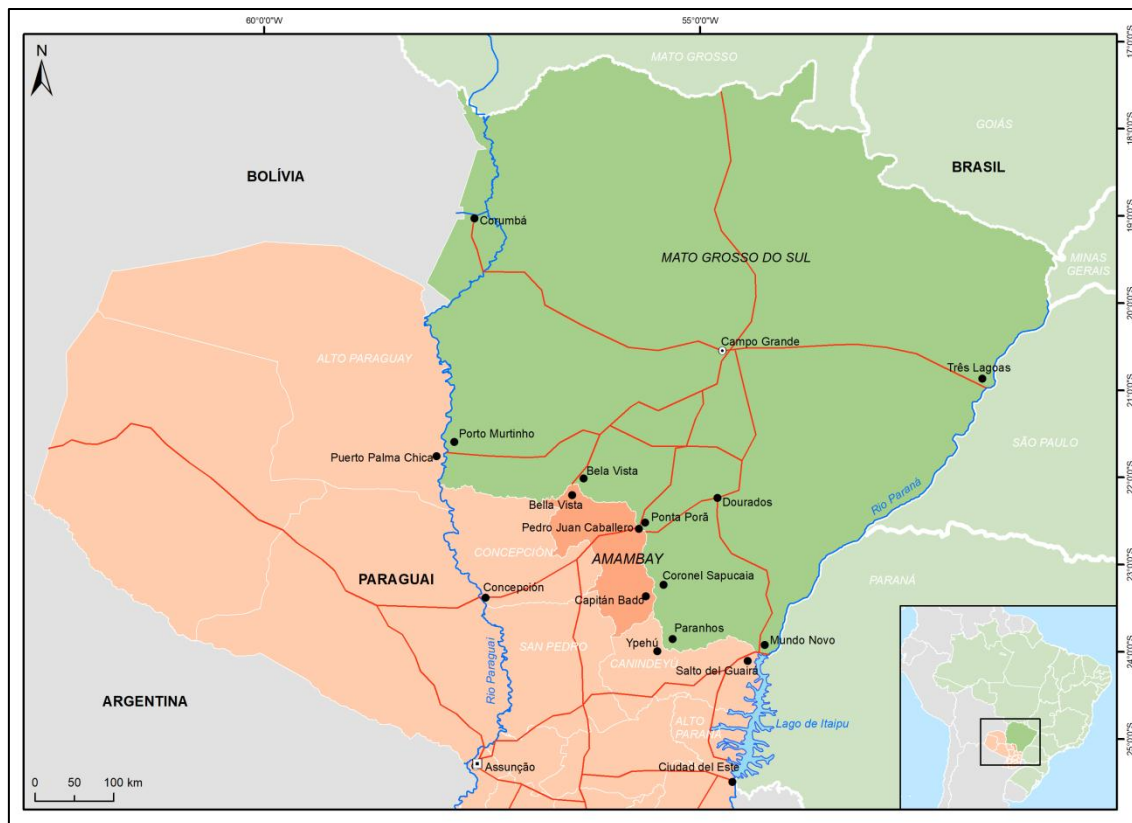 60°0'0"W
55°0'0"W
N
MATO GROSSO
17°0'0"S
GOIÁS
18°0'0"S
BOLÍVIA
BRASIL
19°0'0"S
Corumbá
MATO GROSSO DO SUL
MINAS
GERAIS
20°0'0"S
ALTO PARAGUAY
Campo Grande
Três Lagoas
21°0'0"S
Porto Murtinho
SÃO PAULO
Puerto Palma Chica
Bela Vista
22°0'0"S
Bella Vista
Dourados
Rio Paraná
Ponta Porã
Pedro Juan Caballero
CONCEPCIÓN
AMAMBAY
PARANÁ
23°0'0"S
PARAGUAI
Coronel Sapucaia
Concepción
Capitán Bado
Paranhos
SAN PEDRO
Mundo Novo
Ypehú
CANINDEYÚ
24°0'0"S
Salto del Guairá
Rio Paraguai
ARGENTINA
ALTO
PARANÁ
Lago de Itaipu
25°0'0"S
Assunção
Ciudad del Este
0 50 100 km